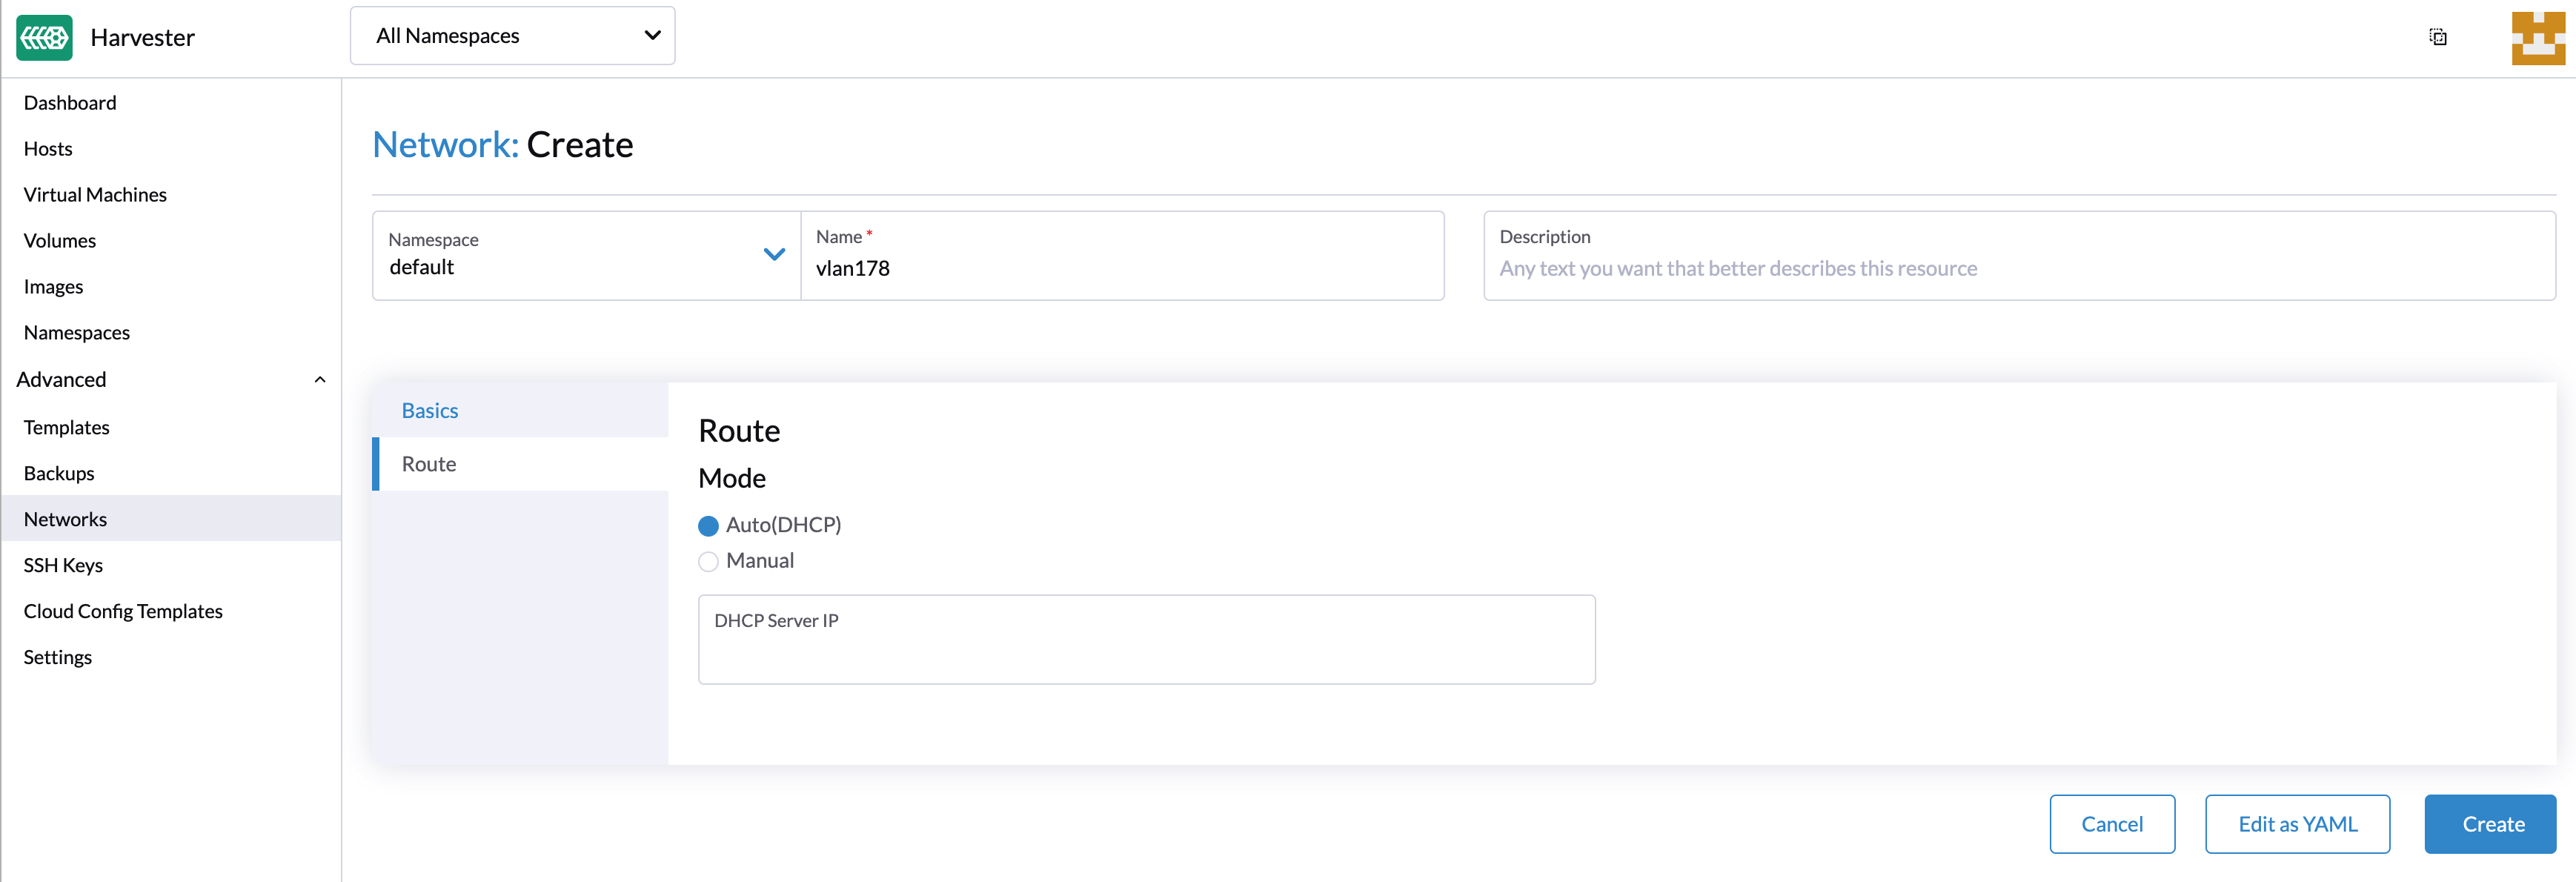 Harvester
All Namespaces
Dashboard
Hosts
Virtual Machines
Volumes
Images
Namespaces
Advanced
Templates
Backups
Networks
SSH Keys
Cloud Config Templates
Settings
Network: Create
Namespace
default
Name *
vlan178
Description
Any text you want that better describes this resource
Basics
Route
Route
Mode
Auto(DHCP)
Manual
DHCP Server IP
Cancel
Edit as YAML
Create